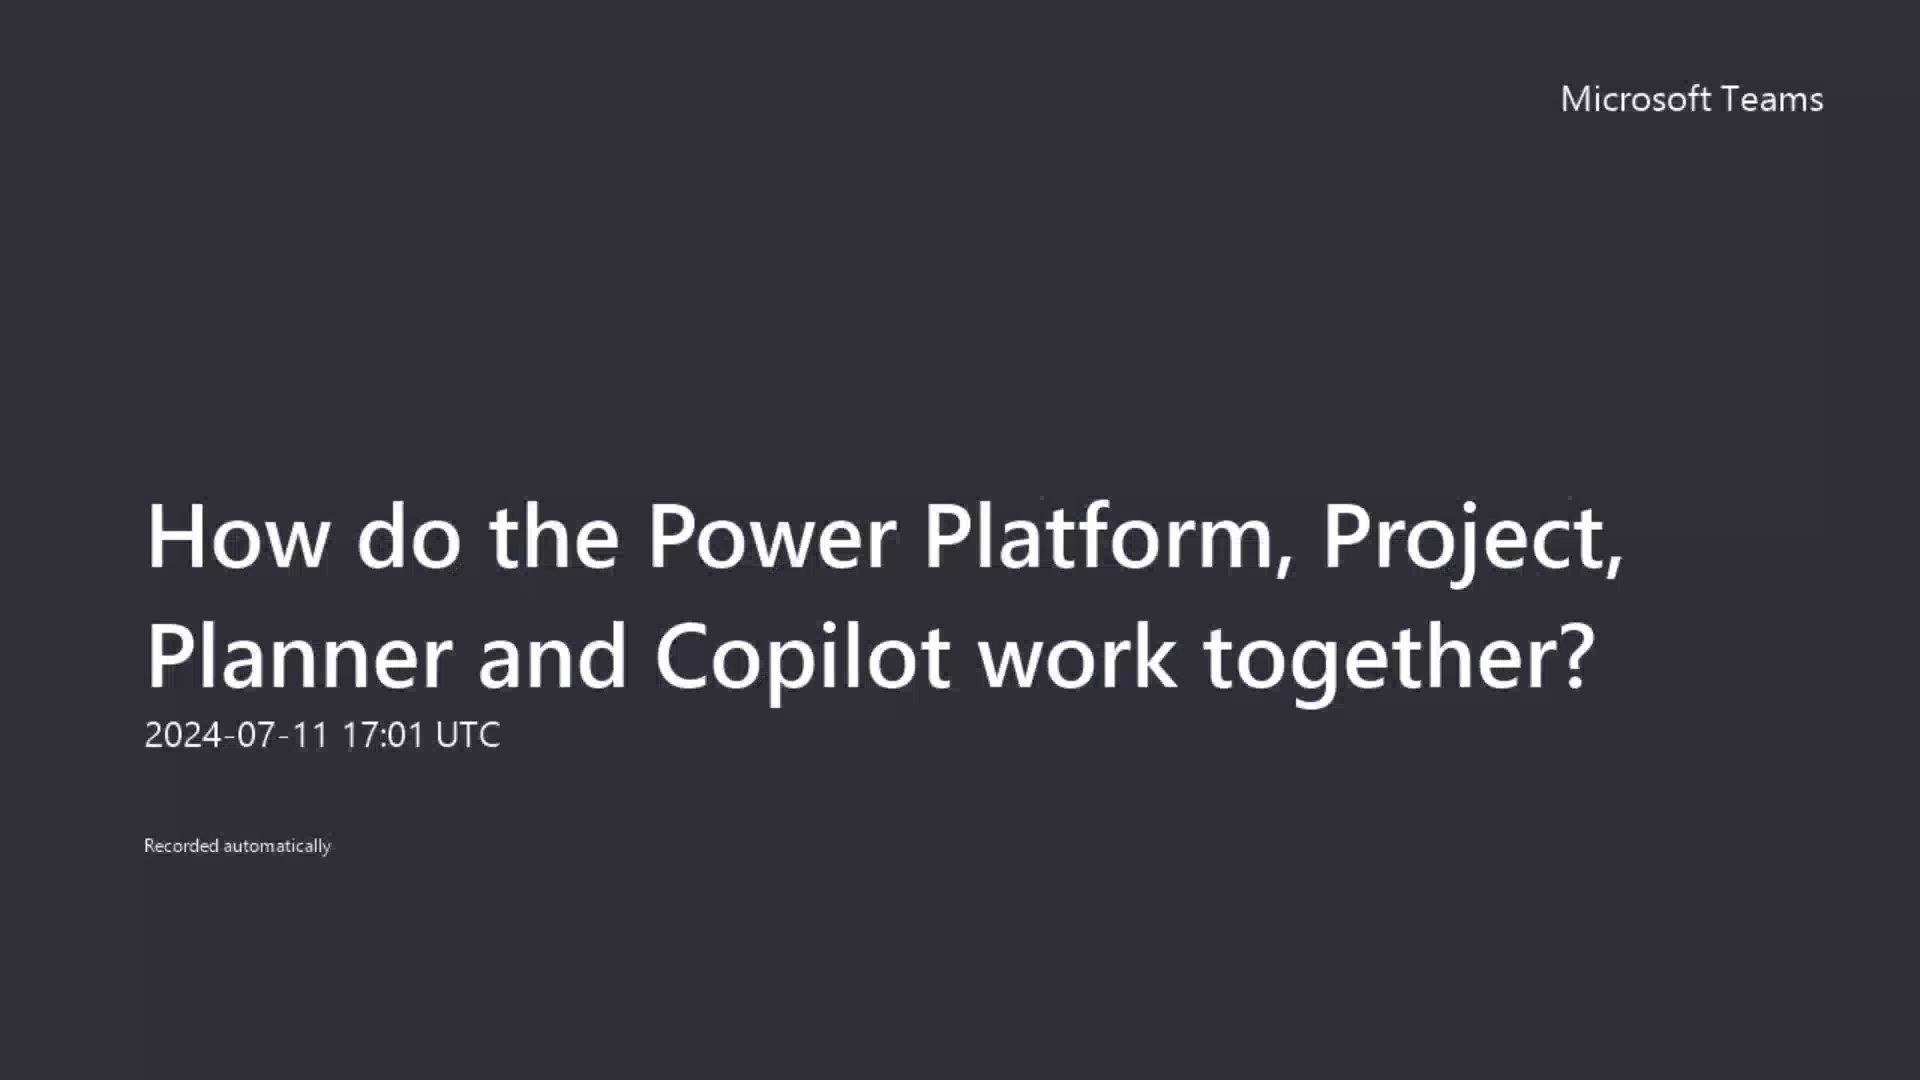 Microsoft Teams
How do the Power Platform, Project,
Planner and Copilot work together?
2024-07-11 17:01 UTC
Recorded automatically